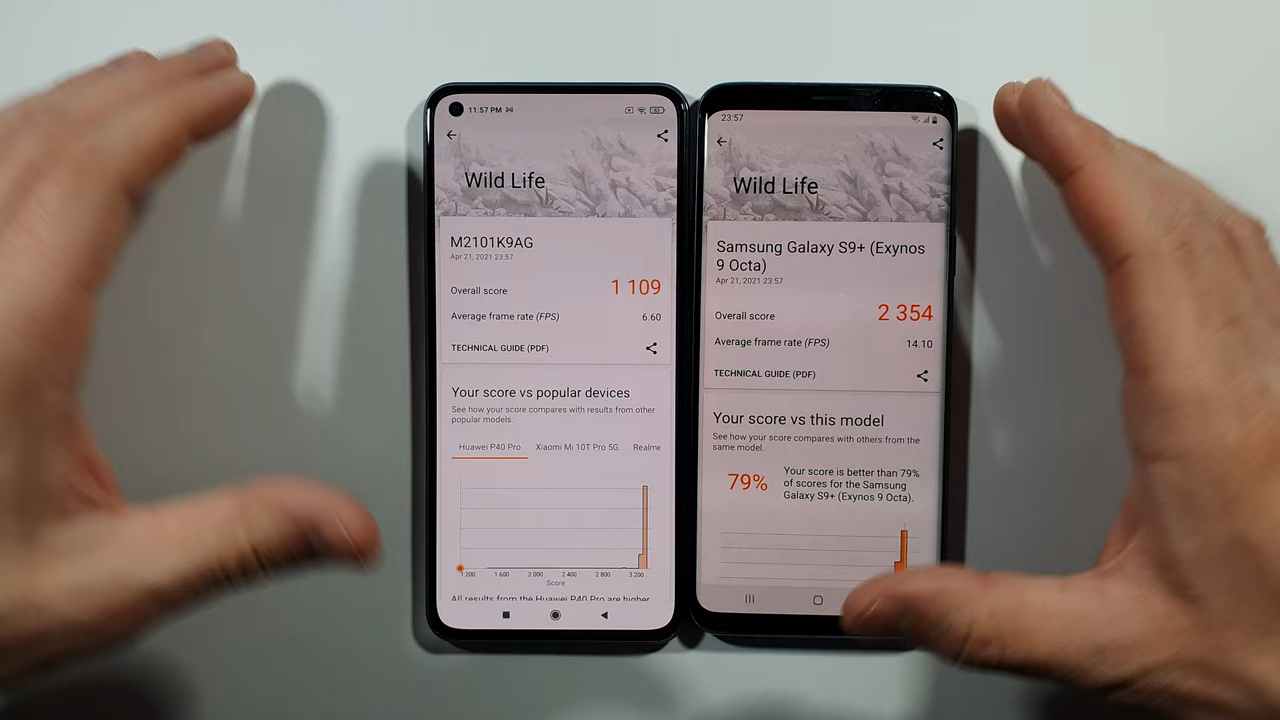 11:57 PM
Wild Life
M2101K9AG
Apr 21, 2021 23:57
Overall score 1 109
Average frame rate (FPS) 6.60
TECHNICAL GUIDE (PDF)
Your score vs popular devices
See how your score compares with results from other
popular models.
Huawei P40 Pro Xiaomi Mi 10T Pro 5G Realme
1 200 1 600 2 000 2 400 2 800 3 200
Score
All results from the Huawei P40 Pro are higher
23:57
Wild Life
Samsung Galaxy S9+ (Exynos
9 Octa)
Apr 21, 2021 23:57
Overall score 2 354
Average frame rate (FPS) 14.10
TECHNICAL GUIDE (PDF)
Your score vs this model
See how your score compares with others from the
same model.
79%
Your score is better than 79%
of scores for the Samsung
Galaxy S9+ (Exynos 9 Octa).